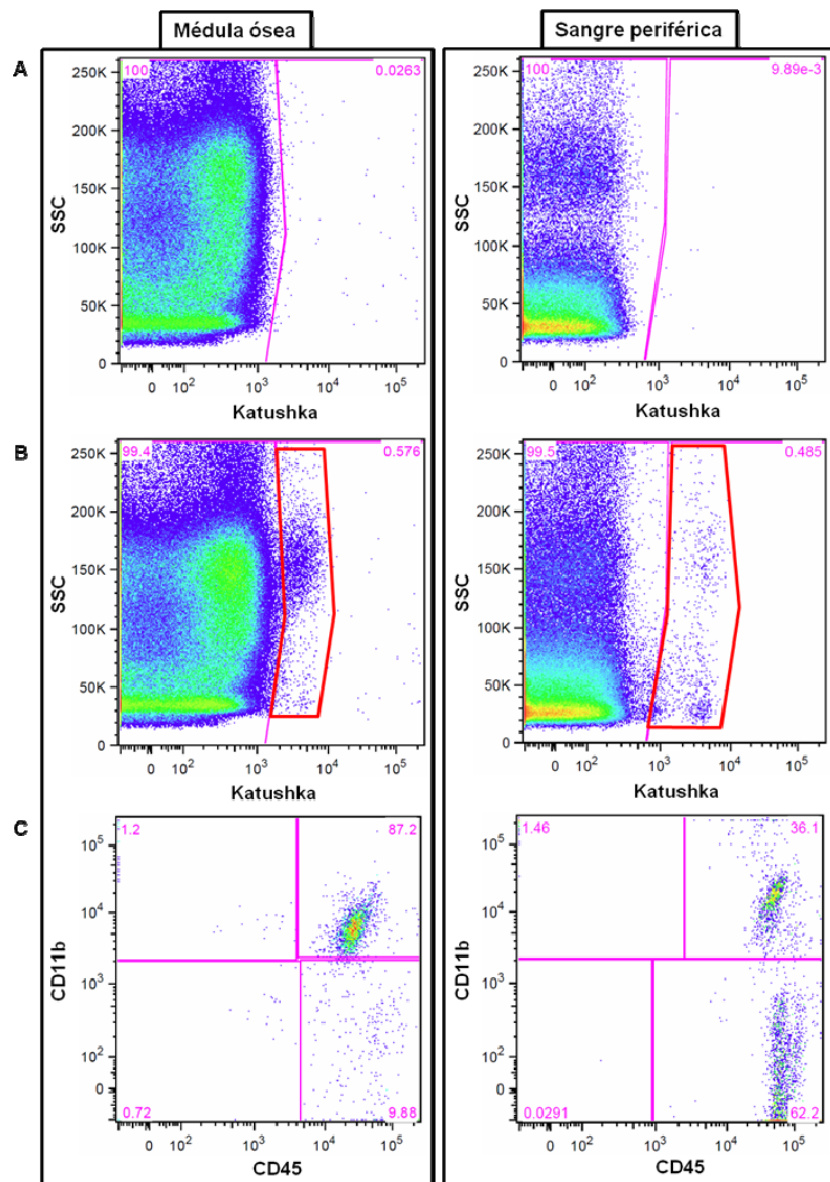 Médula ósea
Sangre periférica
A
250K
200K
150K
100K
50K
0
SSC
100
0.0263
0 10² 10³ 10⁴ 10⁵
Katushka
250K
200K
150K
100K
50K
0
SSC
100
9.89e-3
0 10² 10³ 10⁴ 10⁵
Katushka
B
250K
200K
150K
100K
50K
0
SSC
99.4
0.576
0 10² 10³ 10⁴ 10⁵
Katushka
250K
200K
150K
100K
50K
0
SSC
99.5
0.485
0 10² 10³ 10⁴ 10⁵
Katushka
C
10⁵
10⁴
10³
10²
0
CD11b
1.2
87.2
0.72
9.88
0 10² 10³ 10⁴ 10⁵
CD45
10⁵
10⁴
10³
10²
0
CD11b
1.46
36.1
0.0291
62.2
0 10² 10³ 10⁴ 10⁵
CD45